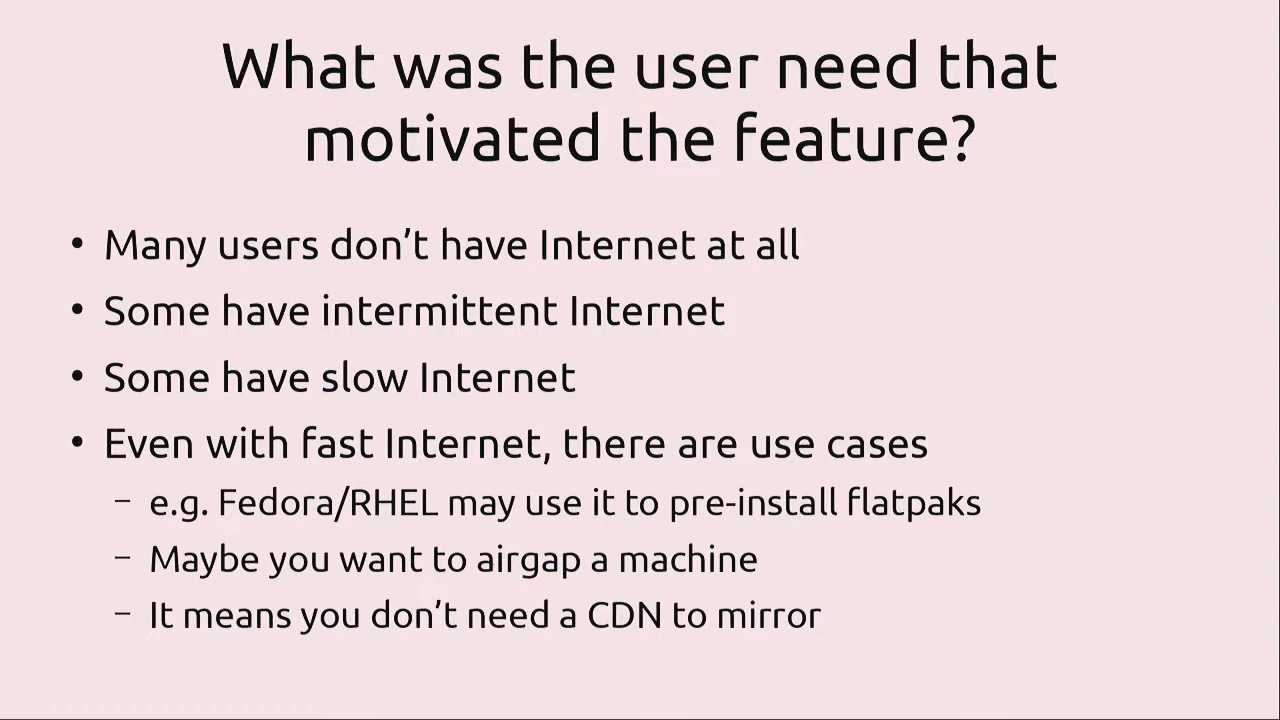 What was the user need that
motivated the feature?
• Many users don’t have Internet at all
• Some have intermittent Internet
• Some have slow Internet
• Even with fast Internet, there are use cases
– e.g. Fedora/RHEL may use it to pre-install flatpaks
– Maybe you want to airgap a machine
– It means you don’t need a CDN to mirror